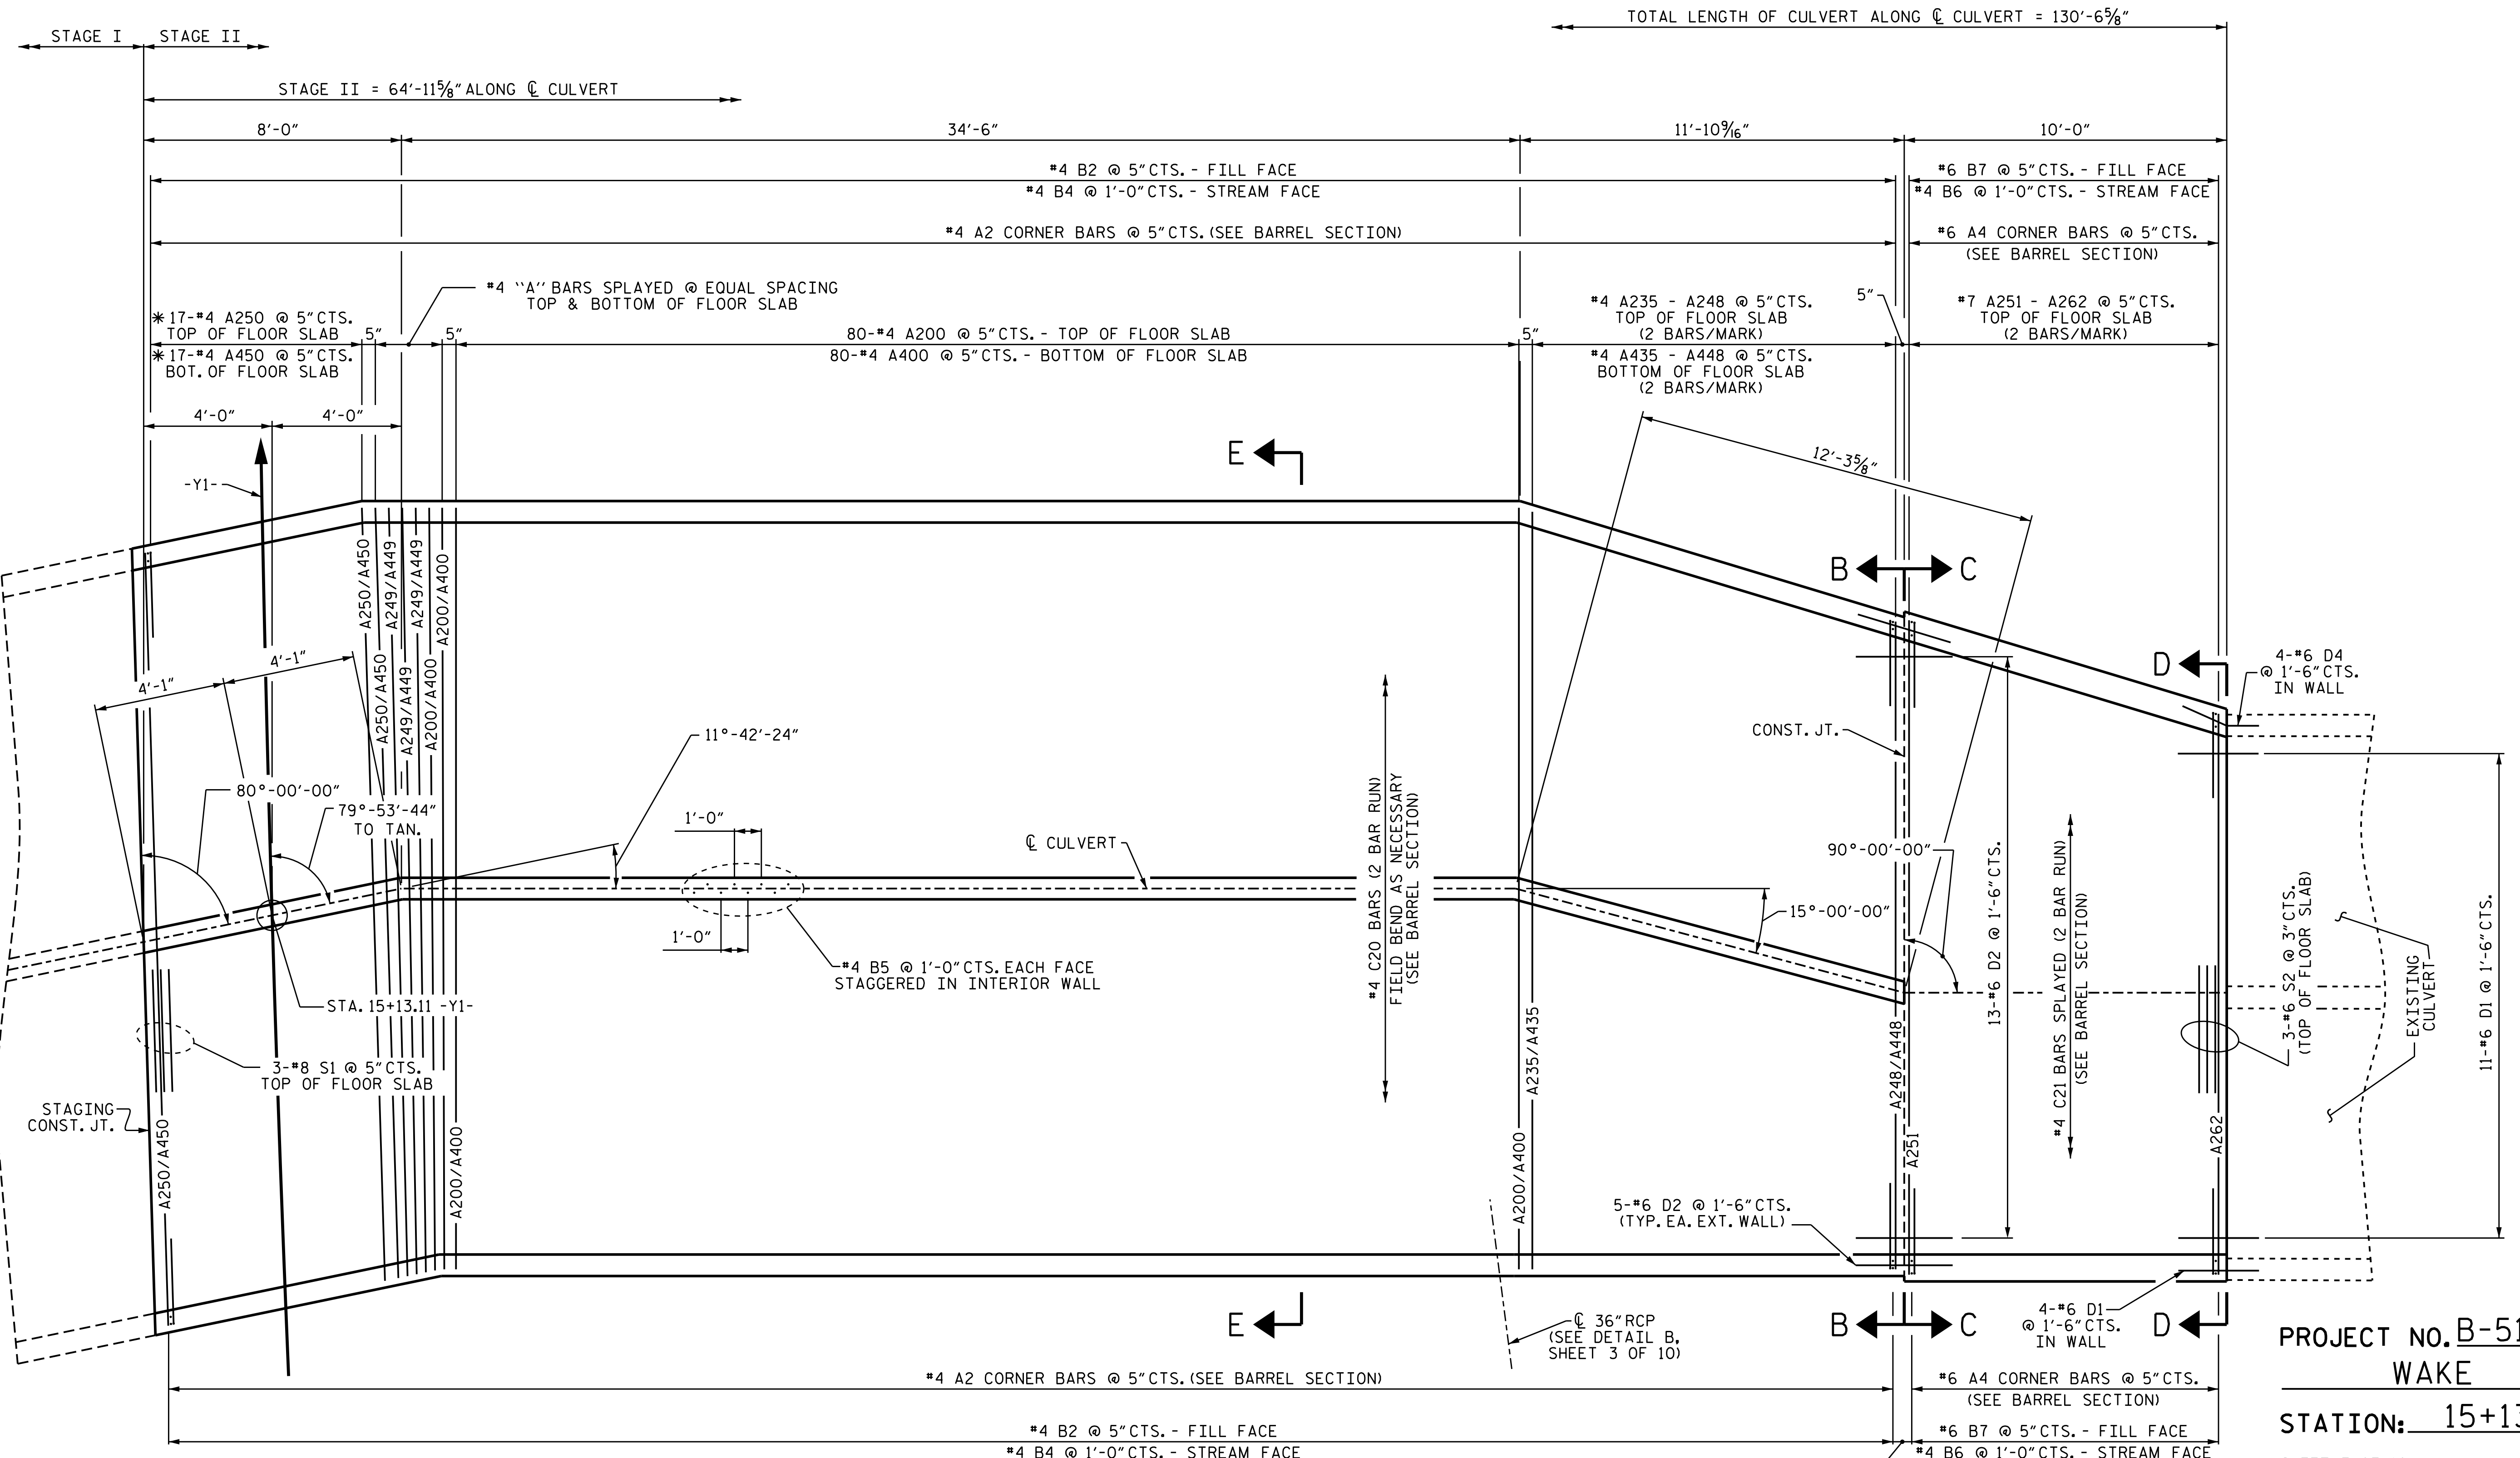 TOTAL LENGTH OF CULVERT ALONG ℄ CULVERT = 130'-6⅝"
STAGE I
STAGE II
STAGE II = 64'-11⅝" ALONG ℄ CULVERT
8'-0"
34'-6"
11'-10 9/16"
10'-0"
#4 B2 @ 5" CTS. - FILL FACE
#4 B4 @ 1'-0" CTS. - STREAM FACE
#6 B7 @ 5" CTS. - FILL FACE
#4 B6 @ 1'-0" CTS. - STREAM FACE
#4 A2 CORNER BARS @ 5" CTS. (SEE BARREL SECTION)
#6 A4 CORNER BARS @ 5" CTS.
(SEE BARREL SECTION)
#4 ``A'' BARS SPLAYED @ EQUAL SPACING
TOP & BOTTOM OF FLOOR SLAB
✳17-#4 A250 @ 5" CTS.
TOP OF FLOOR SLAB
✳17-#4 A450 @ 5" CTS.
BOT. OF FLOOR SLAB
5"
5"
80-#4 A200 @ 5" CTS. - TOP OF FLOOR SLAB
80-#4 A400 @ 5" CTS. - BOTTOM OF FLOOR SLAB
5"
#4 A235 - A248 @ 5" CTS.
TOP OF FLOOR SLAB
(2 BARS/MARK)
#4 A435 - A448 @ 5" CTS.
BOTTOM OF FLOOR SLAB
(2 BARS/MARK)
5"
#7 A251 - A262 @ 5" CTS.
TOP OF FLOOR SLAB
(2 BARS/MARK)
4'-0"
4'-0"
E
12'-3⅝"
-Y1-
A250/A450
A249/A449
A249/A449
A200/A400
A250/A450
A249/A449
A200/A400
B
C
D
4-#6 D4
@ 1'-6" CTS.
IN WALL
4'-1"
4'-1"
11°-42'-24"
CONST. JT.
80°-00'-00"
79°-53'-44"
TO TAN.
1'-0"
℄ CULVERT
90°-00'-00"
15°-00'-00"
1'-0"
#4 B5 @ 1'-0" CTS. EACH FACE
STAGGERED IN INTERIOR WALL
#4 C20 BARS (2 BAR RUN)
FIELD BEND AS NECESSARY
(SEE BARREL SECTION)
13-#6 D2 @ 1'-6" CTS.
#4 C21 BARS SPLAYED (2 BAR RUN)
(SEE BARREL SECTION)
3-#6 S2 @ 3" CTS.
(TOP OF FLOOR SLAB)
EXISTING
CULVERT
11-#6 D1 @ 1'-6" CTS.
STA. 15+13.11 -Y1-
3-#8 S1 @ 5" CTS.
TOP OF FLOOR SLAB
STAGING
CONST. JT.
A250/A450
A200/A400
A200/A400
A235/A435
A248/A448
A251
A262
5-#6 D2 @ 1'-6" CTS.
(TYP. EA. EXT. WALL)
E
℄ 36" RCP
(SEE DETAIL B,
SHEET 3 OF 10)
B
C
4-#6 D1
@ 1'-6" CTS.
IN WALL
D
#4 A2 CORNER BARS @ 5" CTS. (SEE BARREL SECTION)
#6 A4 CORNER BARS @ 5" CTS.
(SEE BARREL SECTION)
#4 B2 @ 5" CTS. - FILL FACE
#4 B4 @ 1'-0" CTS. - STREAM FACE
#6 B7 @ 5" CTS. - FILL FACE
#4 B6 @ 1'-0" CTS. - STREAM FACE
PROJECT NO. B-51
WAKE
STATION: 15+13